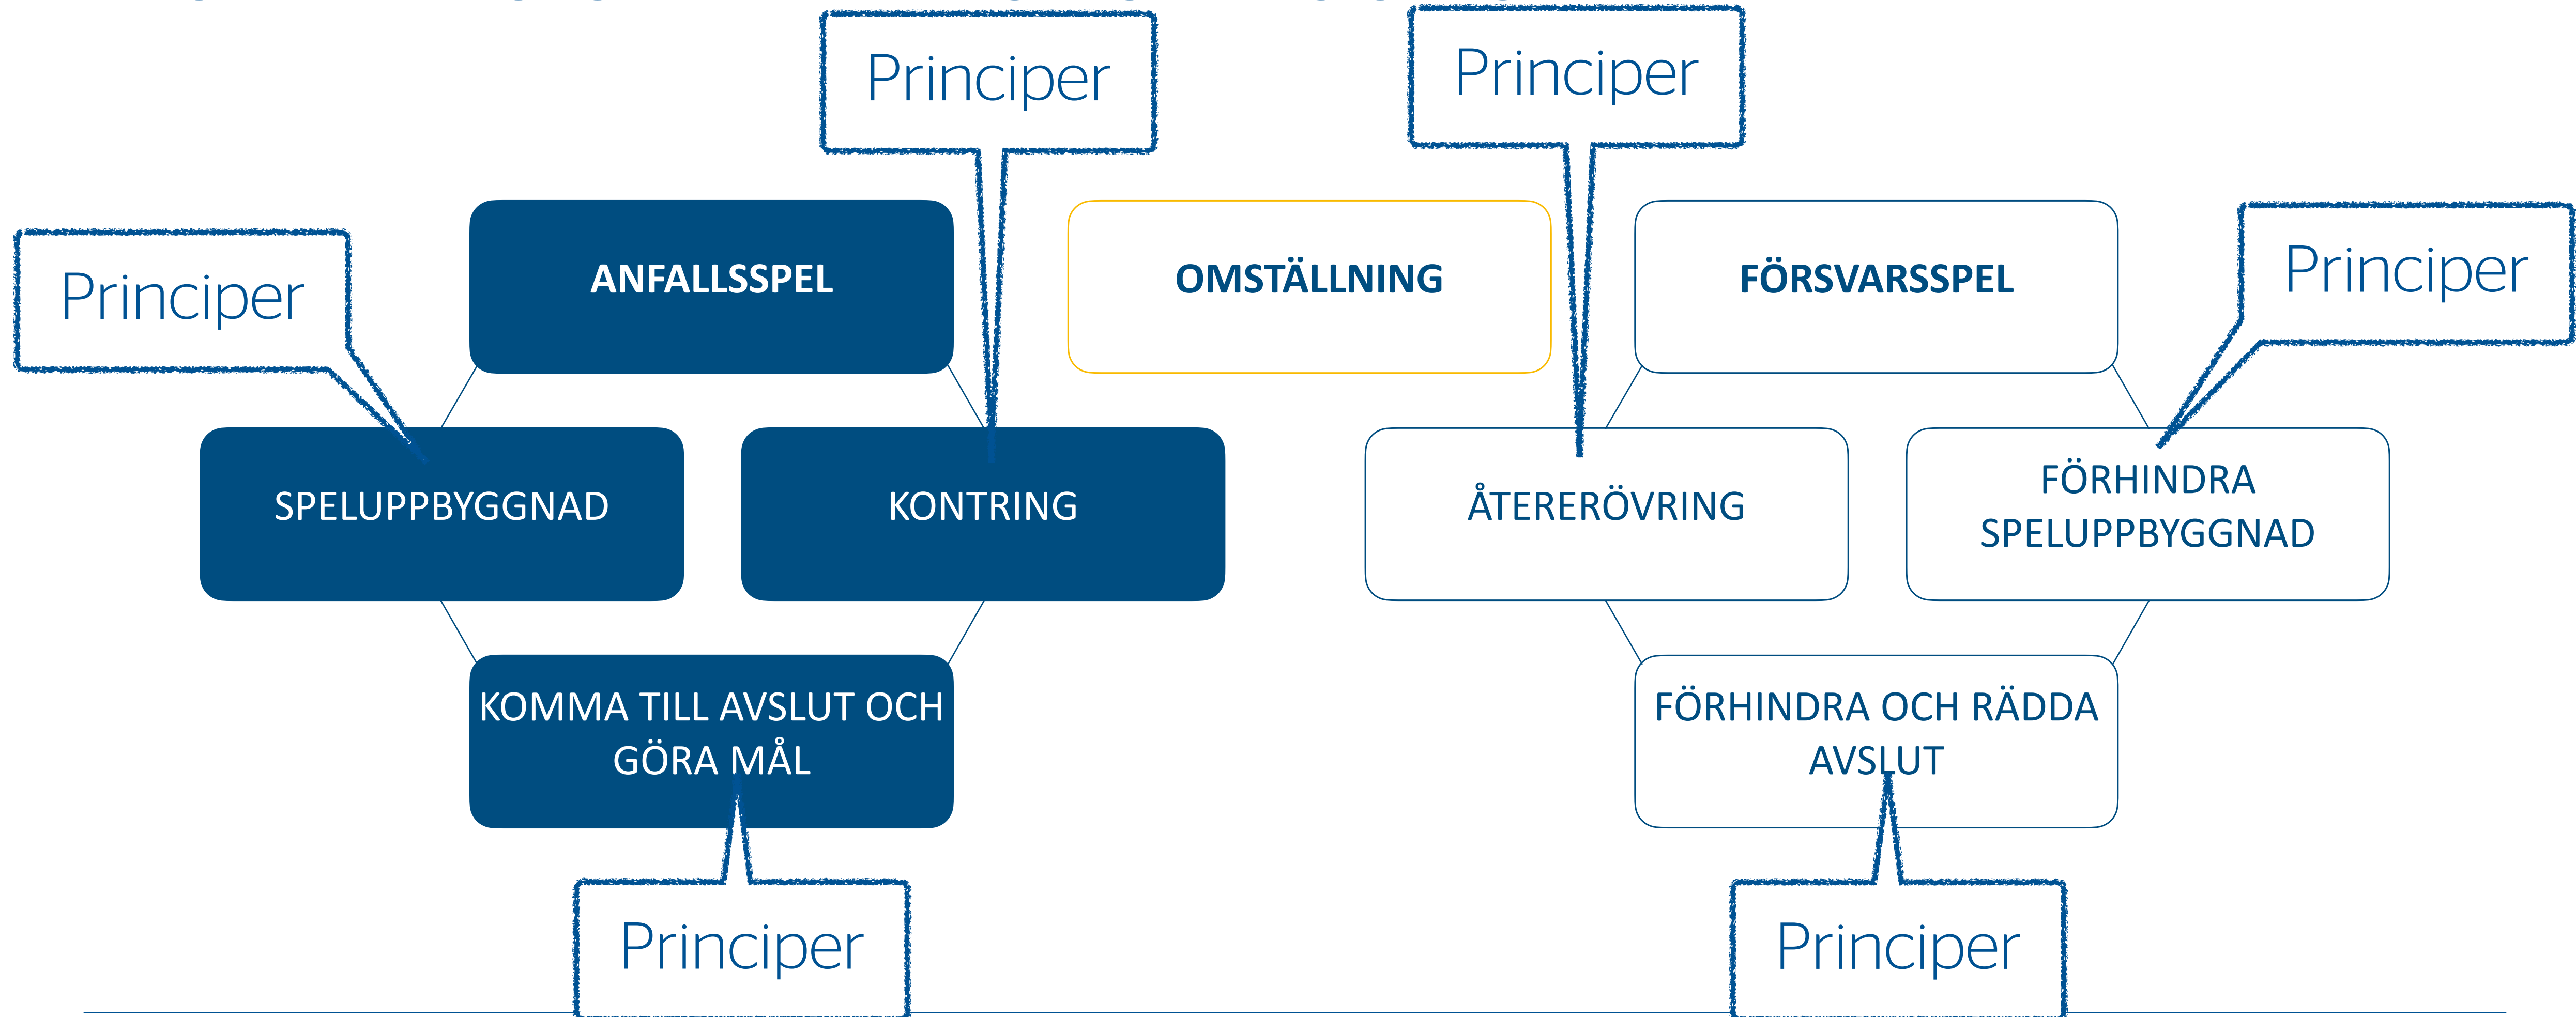 Principer
Principer
Principer
ANFALLSSPEL
OMSTÄLLNING
FÖRSVARSSPEL
Principer
SPELUPPBYGGNAD
KONTRING
ÅTERERÖVRING
FÖRHINDRA
SPELUPPBYGGNAD
KOMMA TILL AVSLUT OCH
GÖRA MÅL
FÖRHINDRA OCH RÄDDA
AVSLUT
Principer
Principer